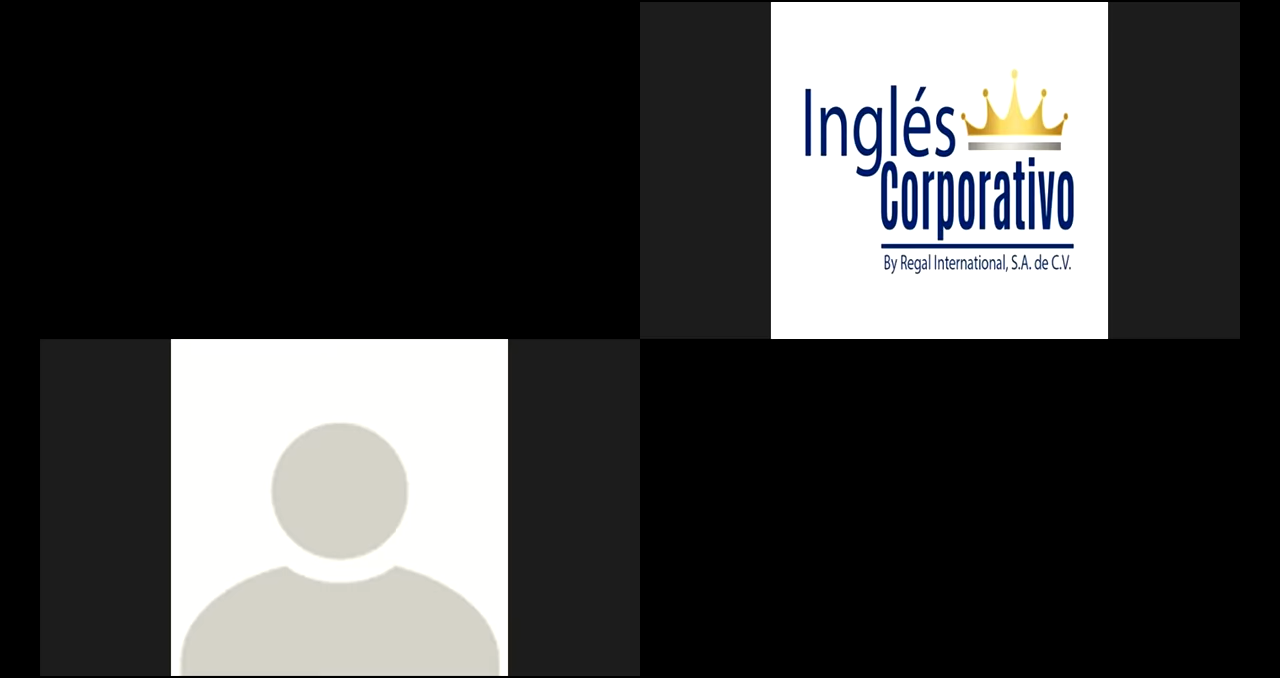 Inglés
Corporativo
By Regal International, S.A. de C.V.